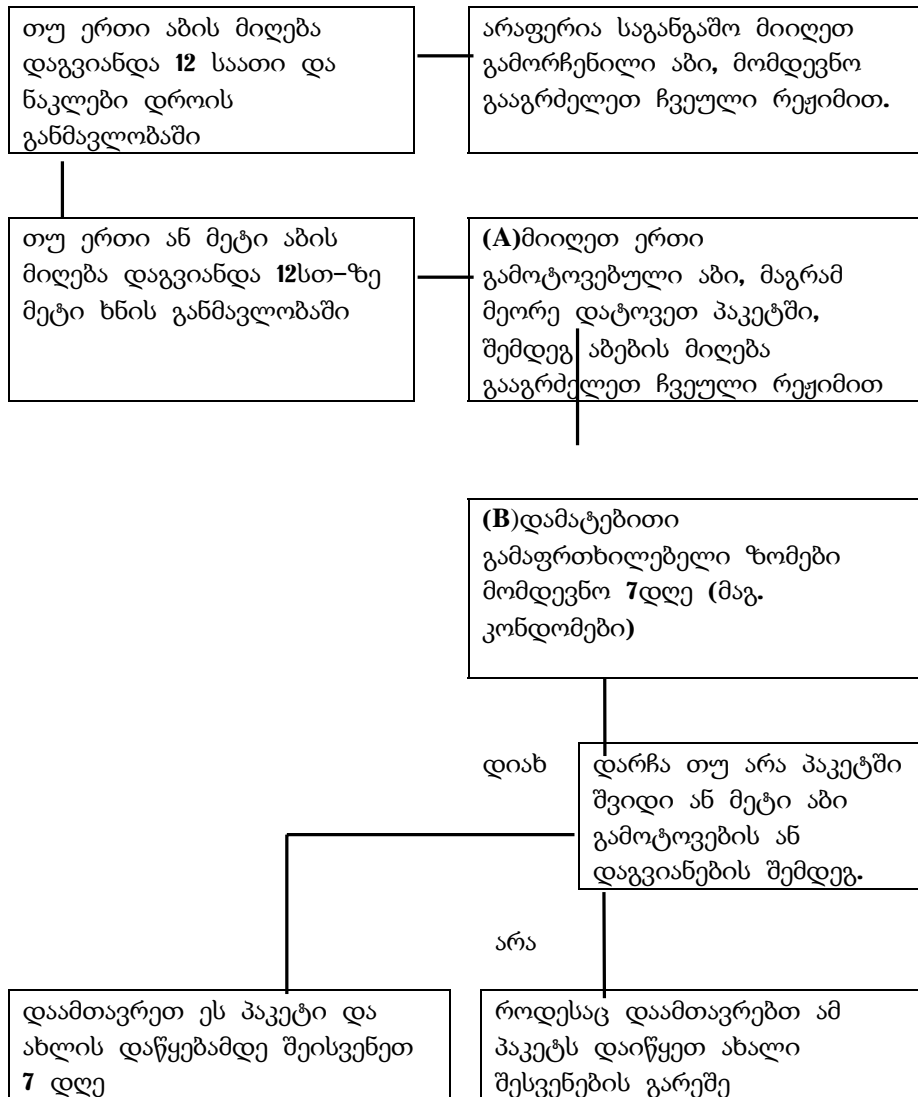 თუ ერთი აბის მიღება
დაგვიანდა 12 საათი და
ნაკლები დროის
განმავლობაში
არაფერია საგანგაშო მიიღეთ
გამორჩენილი აბი, მომდევნო
გააგრძელეთ ჩვეული რეჟიმით.
თუ ერთი ან მეტი აბის
მიღება დაგვიანდა 12სთ-ზე
მეტი ხნის განმავლობაში
(A)მიიღეთ ერთი
გამოტოვებული აბი, მაგრამ
მეორე დატოვეთ პაკეტში,
შემდეგ აბების მიღება
გააგრძელეთ ჩვეული რეჟიმით
(B)დამატებითი
გამაფრთხილებელი ზომები
მომდევნო 7დღე (მაგ.
კონდომები)
დიახ
დარჩა თუ არა პაკეტში
შვიდი ან მეტი აბი
გამოტოვების ან
დაგვიანების შემდეგ.
არა
დაამთავრეთ ეს პაკეტი და
ახლის დაწყებამდე შეისვენეთ
7 დღე
როდესაც დაამთავრებთ ამ
პაკეტს დაიწყეთ ახალი
შესვენების გარეშე